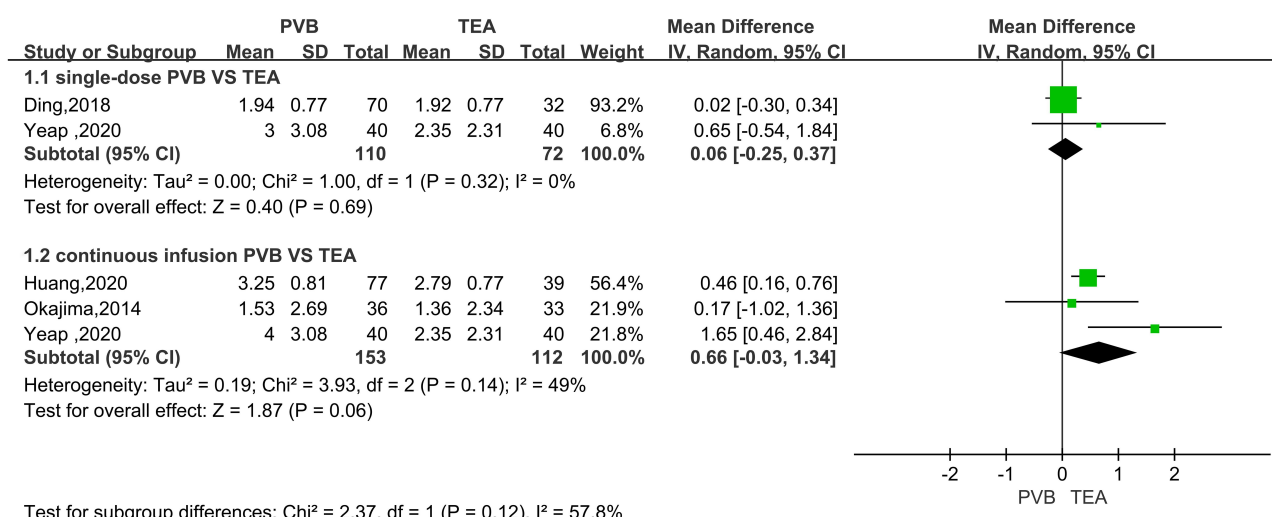 PVB TEA Mean Difference Mean Difference
Study or Subgroup Mean SD Total Mean SD Total Weight IV, Random, 95% CI IV, Random, 95% CI
1.1 single-dose PVB VS TEA
Ding,2018 1.94 0.77 70 1.92 0.77 32 93.2% 0.02 [-0.30, 0.34]
Yeap ,2020 3 3.08 40 2.35 2.31 40 6.8% 0.65 [-0.54, 1.84]
Subtotal (95% CI) 110 72 100.0% 0.06 [-0.25, 0.37]
Heterogeneity: Tau² = 0.00; Chi² = 1.00, df = 1 (P = 0.32); I² = 0%
Test for overall effect: Z = 0.40 (P = 0.69)
1.2 continuous infusion PVB VS TEA
Huang,2020 3.25 0.81 77 2.79 0.77 39 56.4% 0.46 [0.16, 0.76]
Okajima,2014 1.53 2.69 36 1.36 2.34 33 21.9% 0.17 [-1.02, 1.36]
Yeap ,2020 4 3.08 40 2.35 2.31 40 21.8% 1.65 [0.46, 2.84]
Subtotal (95% CI) 153 112 100.0% 0.66 [-0.03, 1.34]
Heterogeneity: Tau² = 0.19; Chi² = 3.93, df = 2 (P = 0.14); I² = 49%
Test for overall effect: Z = 1.87 (P = 0.06)
-2 -1 0 1 2
PVB TEA
Test for subgroup differences: Chi² = 2.37, df = 1 (P = 0.12), I² = 57.8%